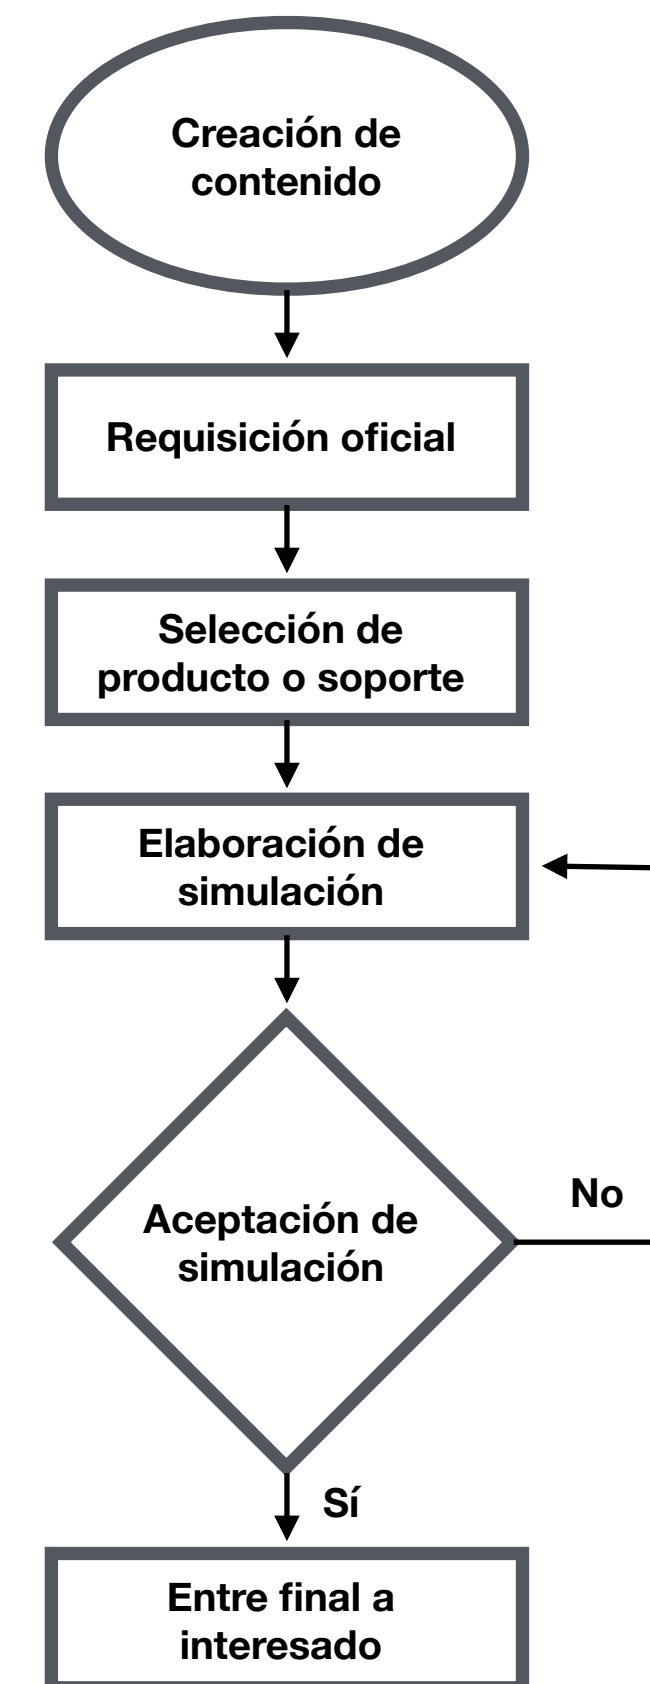 Creación de
contenido
Requisición oficial
Selección de
producto o soporte
Elaboración de
simulación
Aceptación de
simulación
No
Sí
Entre final a
interesado